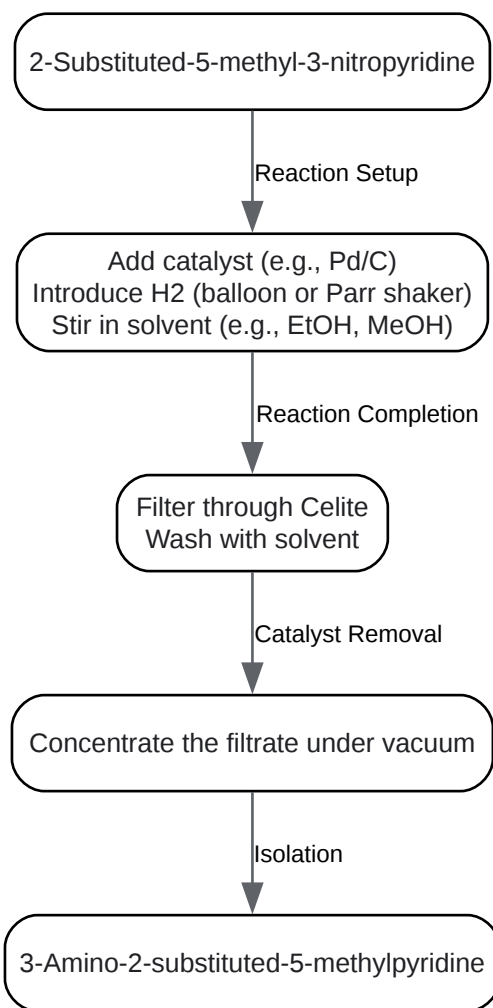 2-Substituted-5-methyl-3-nitropyridine
Reaction Setup
Add catalyst (e.g., Pd/C)
Introduce H2 (balloon or Parr shaker)
Stir in solvent (e.g., EtOH, MeOH)
Reaction Completion
Filter through Celite
Wash with solvent
Catalyst Removal
Concentrate the filtrate under vacuum
Isolation
3-Amino-2-substituted-5-methylpyridine